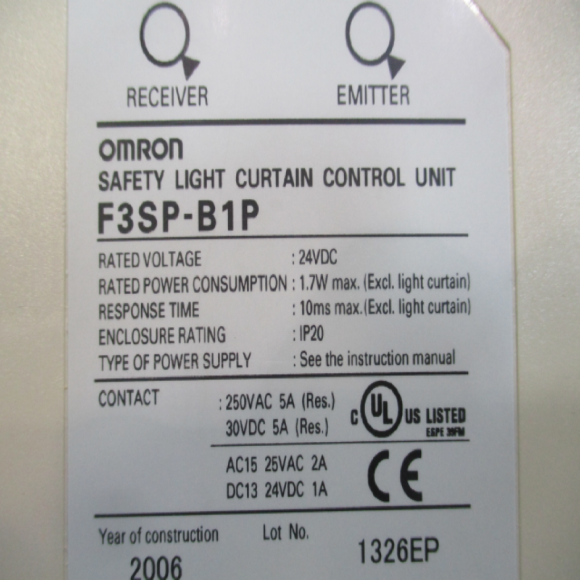 RECEIVER EMITTER
OMRON
SAFETY LIGHT CURTAIN CONTROL UNIT
F3SP-B1P
RATED VOLTAGE : 24VDC
RATED POWER CONSUMPTION : 1.7W max. (Excl. light curtain)
RESPONSE TIME : 10ms max. (Excl. light curtain)
ENCLOSURE RATING : IP20
TYPE OF POWER SUPPLY : See the instruction manual
CONTACT : 250VAC 5A (Res.)
30VDC 5A (Res.)
C UL US LISTED
ESPE 39FM
AC15 25VAC 2A
DC13 24VDC 1A
CE
Year of construction Lot No.
2006 1326EP